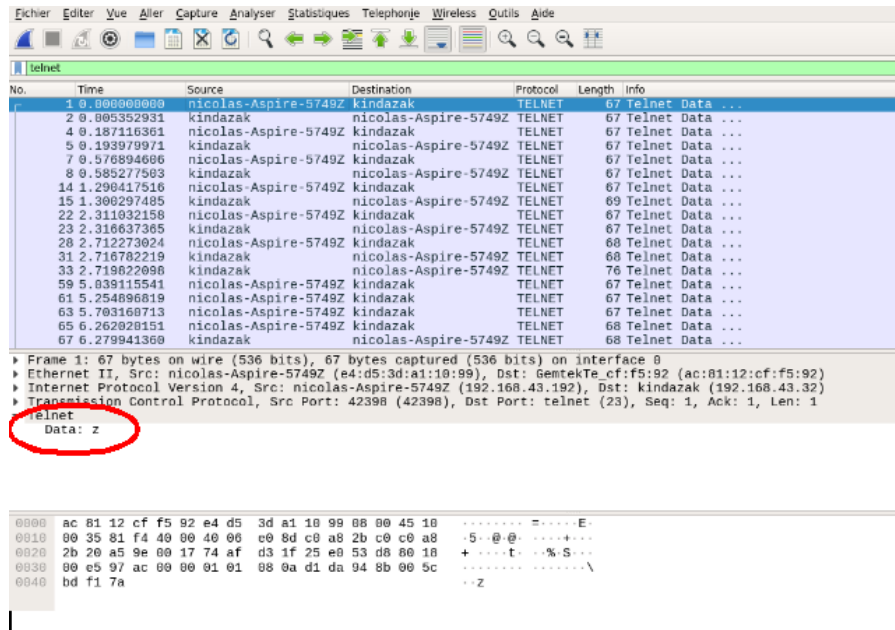 Fichier Editer Vue Aller Capture Analyser Statistiques Telephonie Wireless Outils Aide
telnet
No. Time Source Destination Protocol Length Info
1 0.000000000 nicolas-Aspire-5749Z kindazak TELNET 67 Telnet Data ...
2 0.005352931 kindazak nicolas-Aspire-5749Z TELNET 67 Telnet Data ...
4 0.187116361 nicolas-Aspire-5749Z kindazak TELNET 67 Telnet Data ...
5 0.193979971 kindazak nicolas-Aspire-5749Z TELNET 67 Telnet Data ...
7 0.576894606 nicolas-Aspire-5749Z kindazak TELNET 67 Telnet Data ...
8 0.585277503 kindazak nicolas-Aspire-5749Z TELNET 67 Telnet Data ...
14 1.290417516 nicolas-Aspire-5749Z kindazak TELNET 67 Telnet Data ...
15 1.300297485 kindazak nicolas-Aspire-5749Z TELNET 69 Telnet Data ...
22 2.311032158 nicolas-Aspire-5749Z kindazak TELNET 67 Telnet Data ...
23 2.316637365 kindazak nicolas-Aspire-5749Z TELNET 67 Telnet Data ...
28 2.712273024 nicolas-Aspire-5749Z kindazak TELNET 68 Telnet Data ...
31 2.716782219 kindazak nicolas-Aspire-5749Z TELNET 68 Telnet Data ...
33 2.719822098 kindazak nicolas-Aspire-5749Z TELNET 76 Telnet Data ...
59 5.039115541 nicolas-Aspire-5749Z kindazak TELNET 67 Telnet Data ...
61 5.254896819 nicolas-Aspire-5749Z kindazak TELNET 67 Telnet Data ...
63 5.703160713 nicolas-Aspire-5749Z kindazak TELNET 67 Telnet Data ...
65 6.262020151 nicolas-Aspire-5749Z kindazak TELNET 68 Telnet Data ...
67 6.279941360 kindazak nicolas-Aspire-5749Z TELNET 68 Telnet Data ...
Frame 1: 67 bytes on wire (536 bits), 67 bytes captured (536 bits) on interface 0
Ethernet II, Src: nicolas-Aspire-5749Z (e4:d5:3d:a1:10:99), Dst: GemtekTe_cf:f5:92 (ac:81:12:cf:f5:92)
Internet Protocol Version 4, Src: nicolas-Aspire-5749Z (192.168.43.192), Dst: kindazak (192.168.43.32)
Transmission Control Protocol, Src Port: 42398 (42398), Dst Port: telnet (23), Seq: 1, Ack: 1, Len: 1
Telnet
Data: z
0000 ac 81 12 cf f5 92 e4 d5 3d a1 10 99 08 00 45 10 ········ =·····E·
0010 00 35 81 f4 40 00 40 06 e0 8d c0 a8 2b c0 c0 a8 ·5··@·@· ····+···
0020 2b 20 a5 9e 00 17 74 af d3 1f 25 e0 53 d8 80 18 + ····t· ··%·S···
0030 00 e5 97 ac 00 00 01 01 08 0a d1 da 94 8b 00 5c ········ ·······\
0040 bd f1 7a ··z